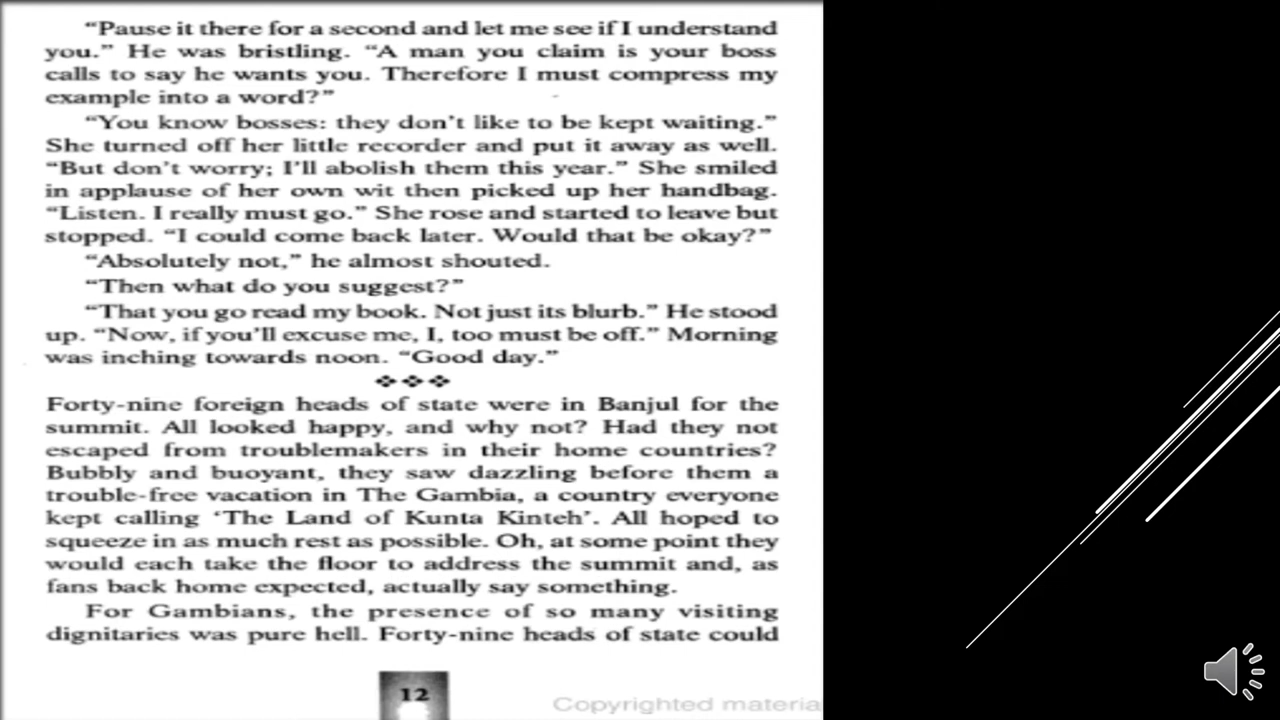 “Pause it there for a second and let me see if I understand
you.” He was bristling. “A man you claim is your boss
calls to say he wants you. Therefore I must compress my
example into a word?”
“You know bosses: they don’t like to be kept waiting.”
She turned off her little recorder and put it away as well.
“But don’t worry; I’ll abolish them this year.” She smiled
in applause of her own wit then picked up her handbag.
“Listen. I really must go.” She rose and started to leave but
stopped. “I could come back later. Would that be okay?”
“Absolutely not,” he almost shouted.
“Then what do you suggest?”
“That you go read my book. Not just its blurb.” He stood
up. “Now, if you’ll excuse me, I, too must be off.” Morning
was inching towards noon. “Good day.”
Forty-nine foreign heads of state were in Banjul for the
summit. All looked happy, and why not? Had they not
escaped from troublemakers in their home countries?
Bubbly and buoyant, they saw dazzling before them a
trouble-free vacation in The Gambia, a country everyone
kept calling ‘The Land of Kunta Kinteh’. All hoped to
squeeze in as much rest as possible. Oh, at some point they
would each take the floor to address the summit and, as
fans back home expected, actually say something.
For Gambians, the presence of so many visiting
dignitaries was pure hell. Forty-nine heads of state could
12
Copyrighted materia